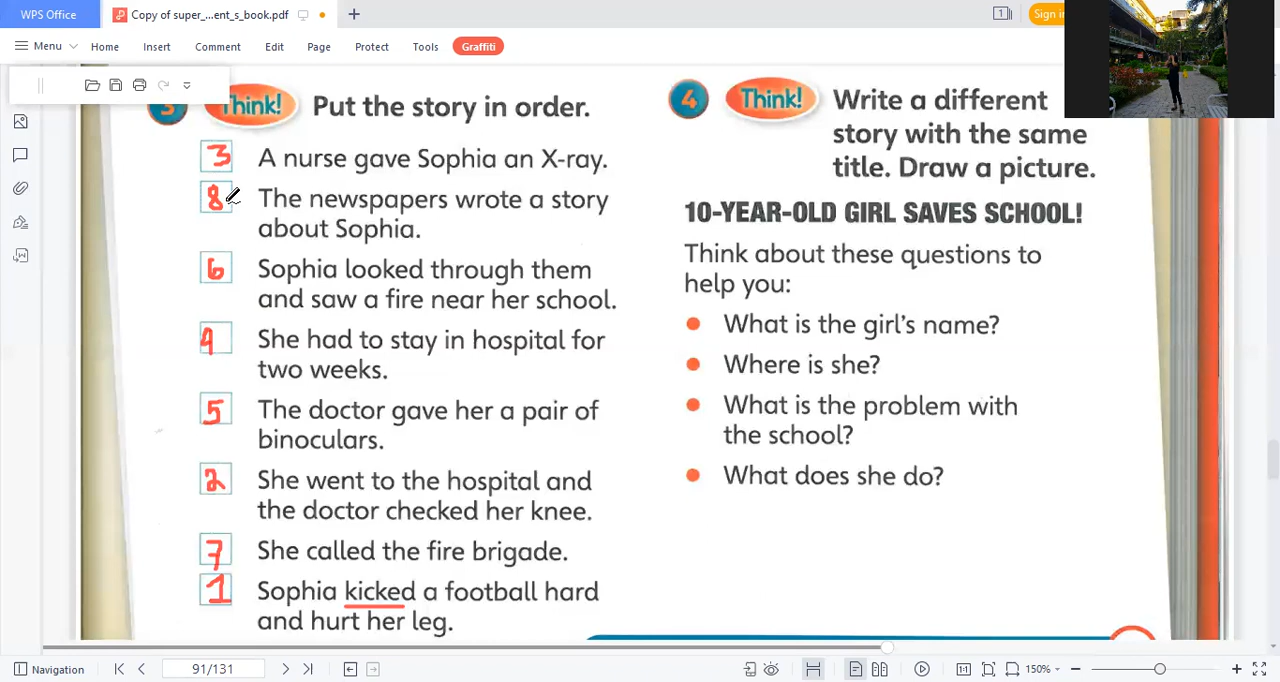 WPS Office
Copy of super_...ent_s_book.pdf
1
Sign in
Menu
Home
Insert
Comment
Edit
Page
Protect
Tools
Graffiti
Think!
Put the story in order.
3 A nurse gave Sophia an X-ray.
8 The newspapers wrote a story
about Sophia.
6 Sophia looked through them
and saw a fire near her school.
4 She had to stay in hospital for
two weeks.
5 The doctor gave her a pair of
binoculars.
2 She went to the hospital and
the doctor checked her knee.
7 She called the fire brigade.
1 Sophia kicked a football hard
and hurt her leg.
4 Think! Write a different
story with the same
title. Draw a picture.
10-YEAR-OLD GIRL SAVES SCHOOL!
Think about these questions to
help you:
What is the girl's name?
Where is she?
What is the problem with
the school?
What does she do?
Navigation
91/131
1:1
150%